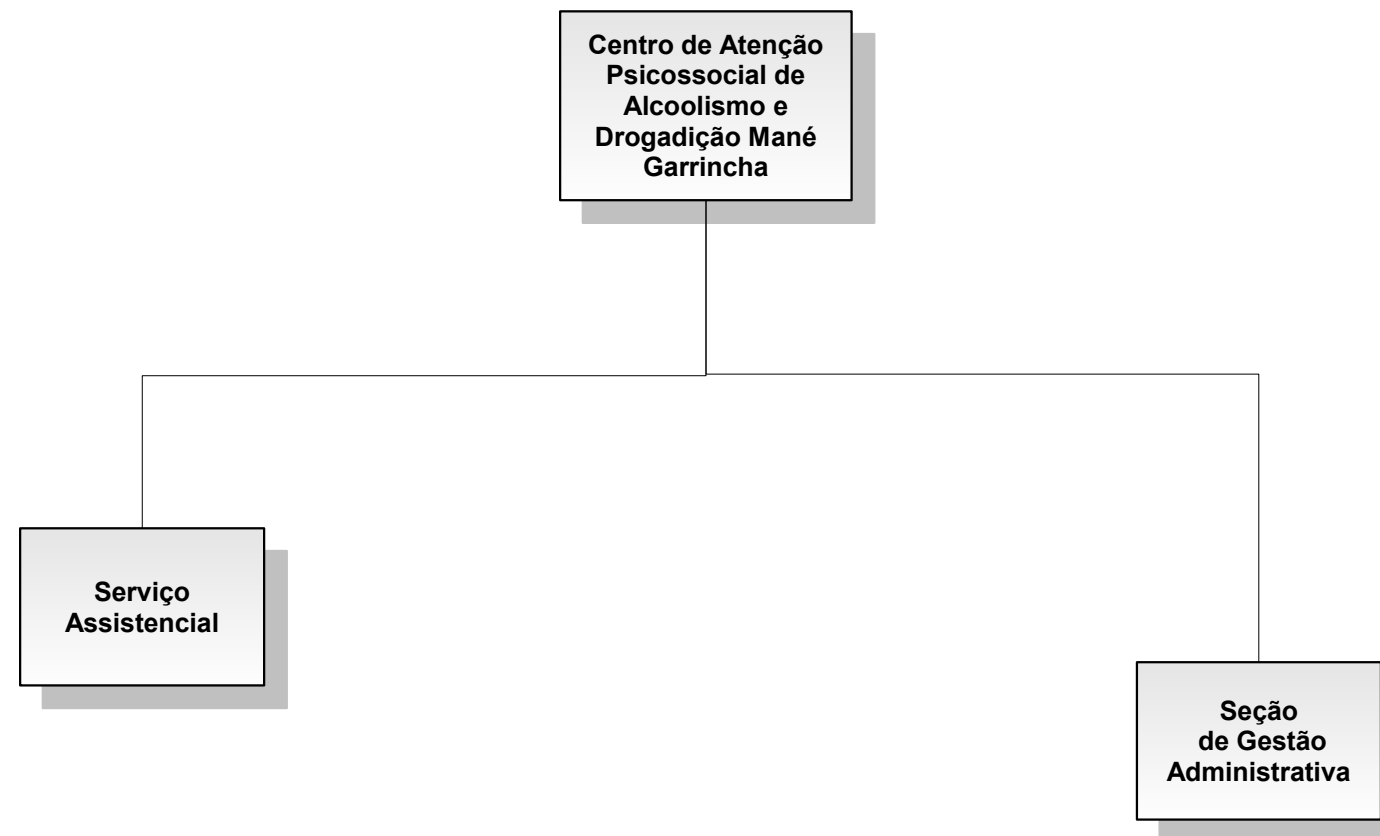 Centro de Atenção
Psicossocial de
Alcoolismo e
Drogadição Mané
Garrincha
Serviço
Assistencial
Seção
de Gestão
Administrativa